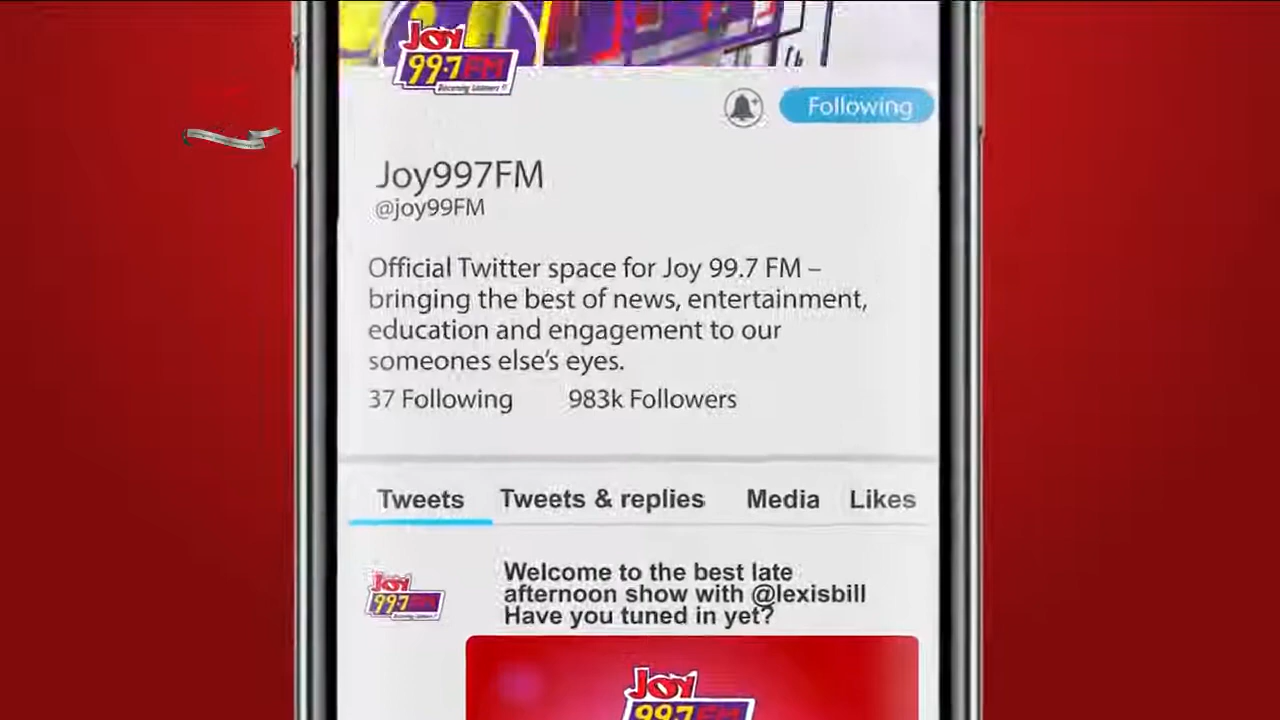 Joy
99.7 FM
Following
Joy997FM
@joy99FM
Official Twitter space for Joy 99.7 FM –
bringing the best of news, entertainment,
education and engagement to our
someones else's eyes.
37 Following 983k Followers
Tweets Tweets & replies Media Likes
Joy
99.7 FM
Welcome to the best late
afternoon show with @lexisbill
Have you tuned in yet?
Joy
99.7 FM